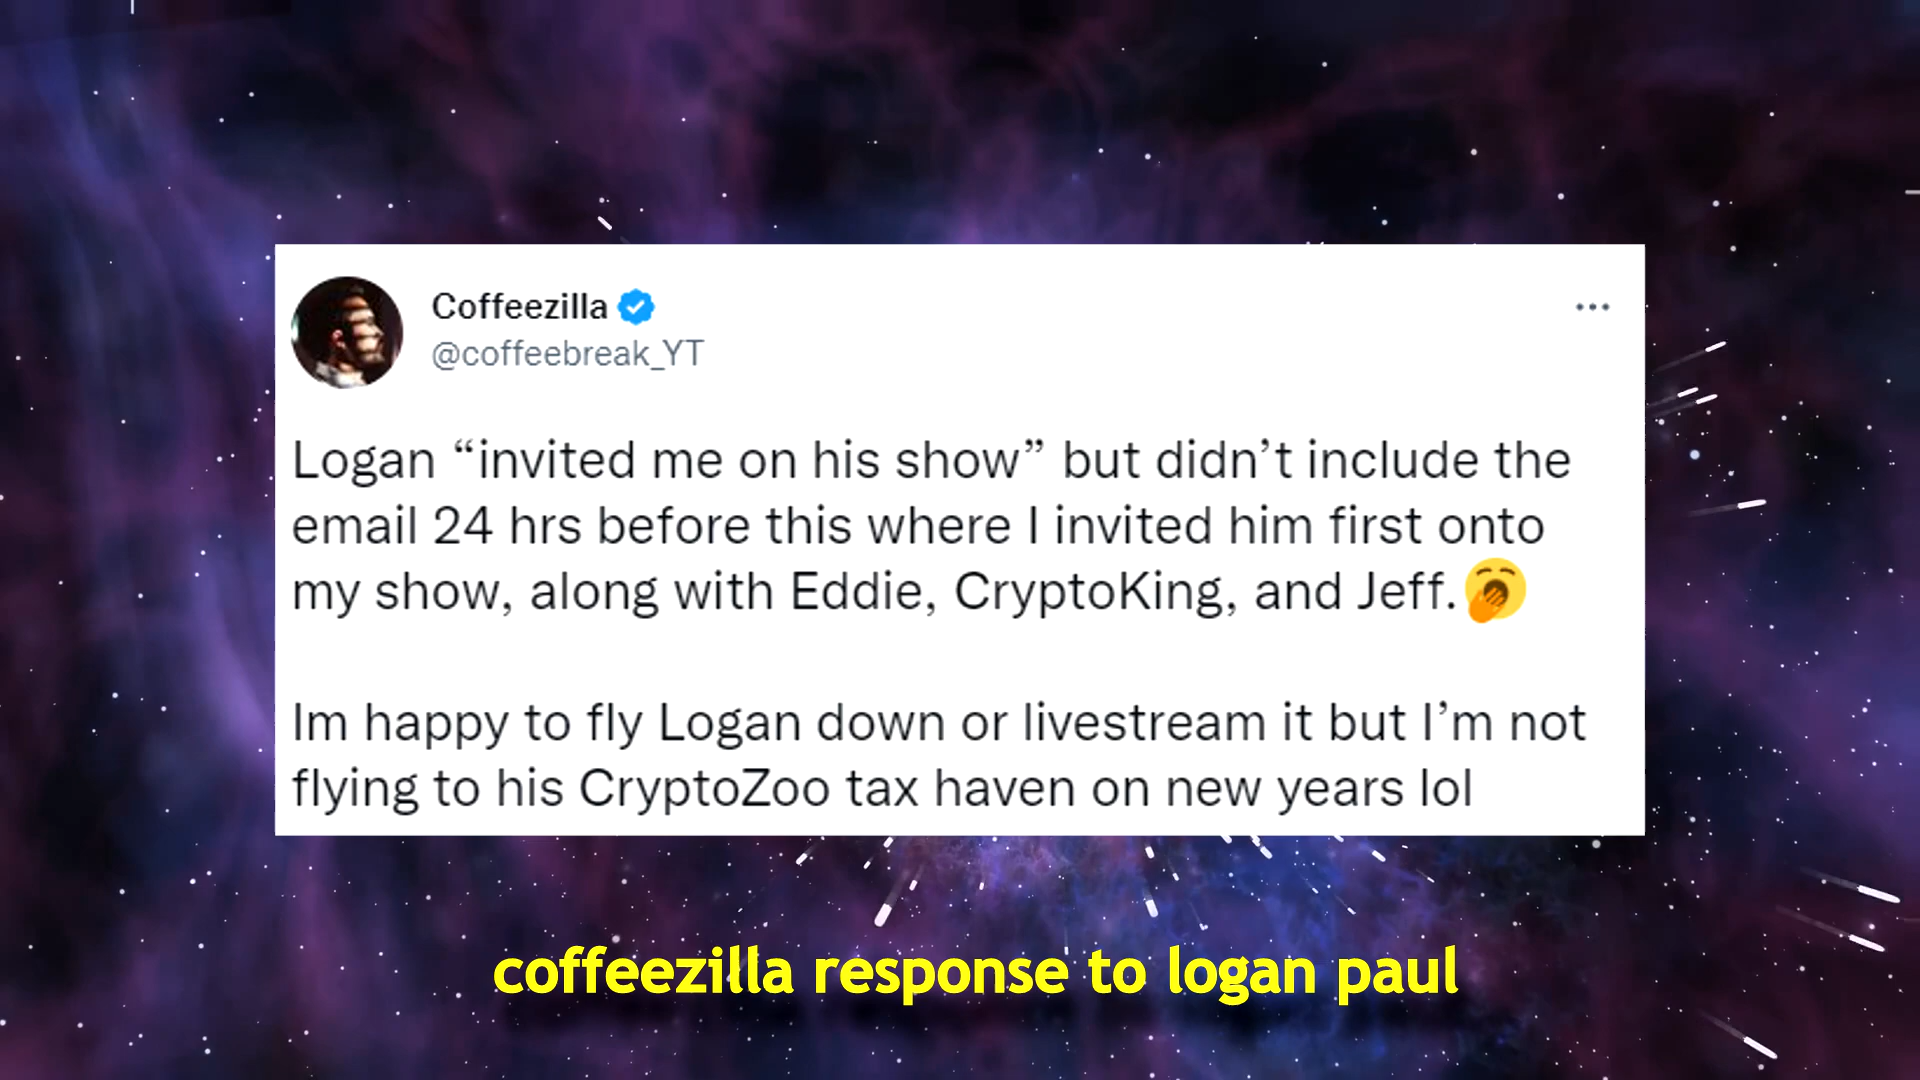 Coffeezilla
@coffeebreak_YT
Logan “invited me on his show” but didn’t include the
email 24 hrs before this where I invited him first onto
my show, along with Eddie, CryptoKing, and Jeff.🥱
Im happy to fly Logan down or livestream it but I’m not
flying to his CryptoZoo tax haven on new years lol
coffeezilla response to logan paul